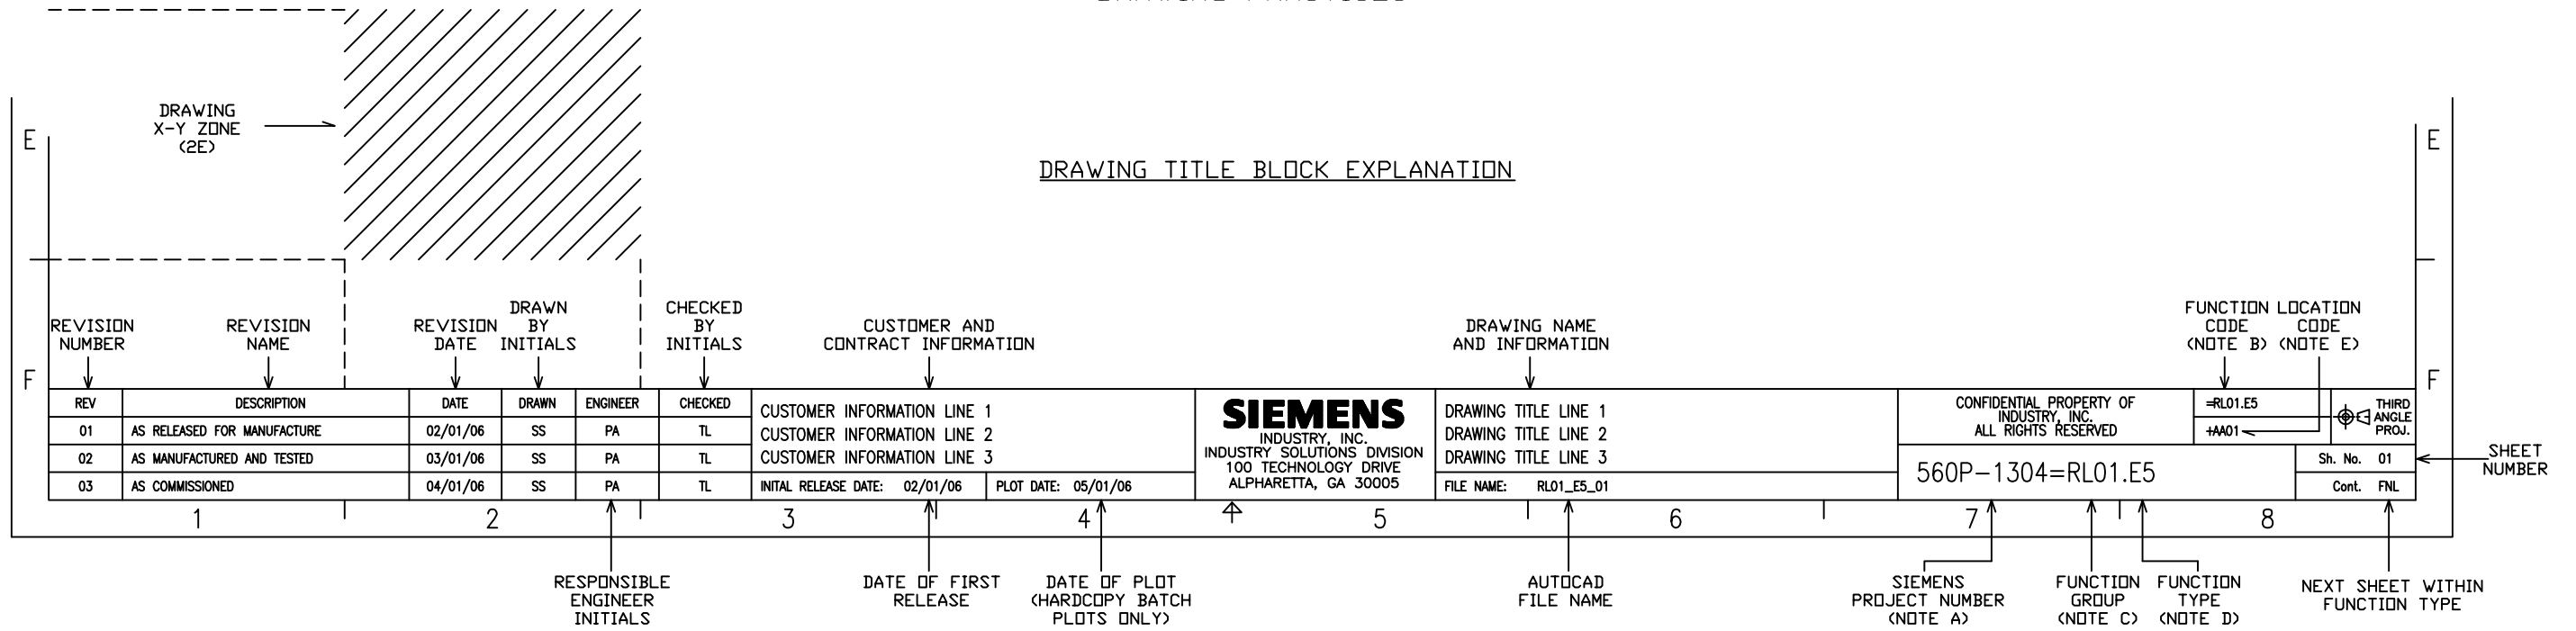 DRAWING
X-Y ZONE
(2E)
E
E
DRAWING TITLE BLOCK EXPLANATION
REVISION
NUMBER
REVISION
NAME
REVISION
DATE
DRAWN
BY
INITIALS
CHECKED
BY
INITIALS
CUSTOMER AND
CONTRACT INFORMATION
DRAWING NAME
AND INFORMATION
FUNCTION
CODE
(NOTE B)
LOCATION
CODE
(NOTE E)
F
F
REV DESCRIPTION DATE DRAWN ENGINEER CHECKED
01 AS RELEASED FOR MANUFACTURE 02/01/06 SS PA TL
02 AS MANUFACTURED AND TESTED 03/01/06 SS PA TL
03 AS COMMISSIONED 04/01/06 SS PA TL
CUSTOMER INFORMATION LINE 1
CUSTOMER INFORMATION LINE 2
CUSTOMER INFORMATION LINE 3
INITAL RELEASE DATE: 02/01/06
PLOT DATE: 05/01/06
SIEMENS
INDUSTRY, INC.
INDUSTRY SOLUTIONS DIVISION
100 TECHNOLOGY DRIVE
ALPHARETTA, GA 30005
DRAWING TITLE LINE 1
DRAWING TITLE LINE 2
DRAWING TITLE LINE 3
FILE NAME: RL01_E5_01
CONFIDENTIAL PROPERTY OF
INDUSTRY, INC.
ALL RIGHTS RESERVED
=RL01.E5
+AA01
THIRD
ANGLE
PROJ.
560P-1304=RL01.E5
Sh. No. 01
Cont. FNL
SHEET
NUMBER
1 2 3 4 5 6 7 8
RESPONSIBLE
ENGINEER
INITIALS
DATE OF FIRST
RELEASE
DATE OF PLOT
(HARDCOPY BATCH
PLOTS ONLY)
AUTOCAD
FILE NAME
SIEMENS
PROJECT NUMBER
(NOTE A)
FUNCTION
GROUP
(NOTE C)
FUNCTION
TYPE
(NOTE D)
NEXT SHEET WITHIN
FUNCTION TYPE